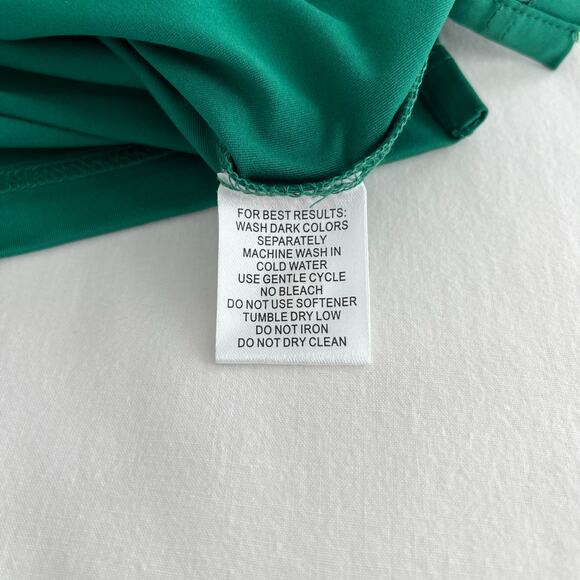 FOR BEST RESULTS:
WASH DARK COLORS
SEPARATELY
MACHINE WASH IN
COLD WATER
USE GENTLE CYCLE
NO BLEACH
DO NOT USE SOFTENER
TUMBLE DRY LOW
DO NOT IRON
DO NOT DRY CLEAN